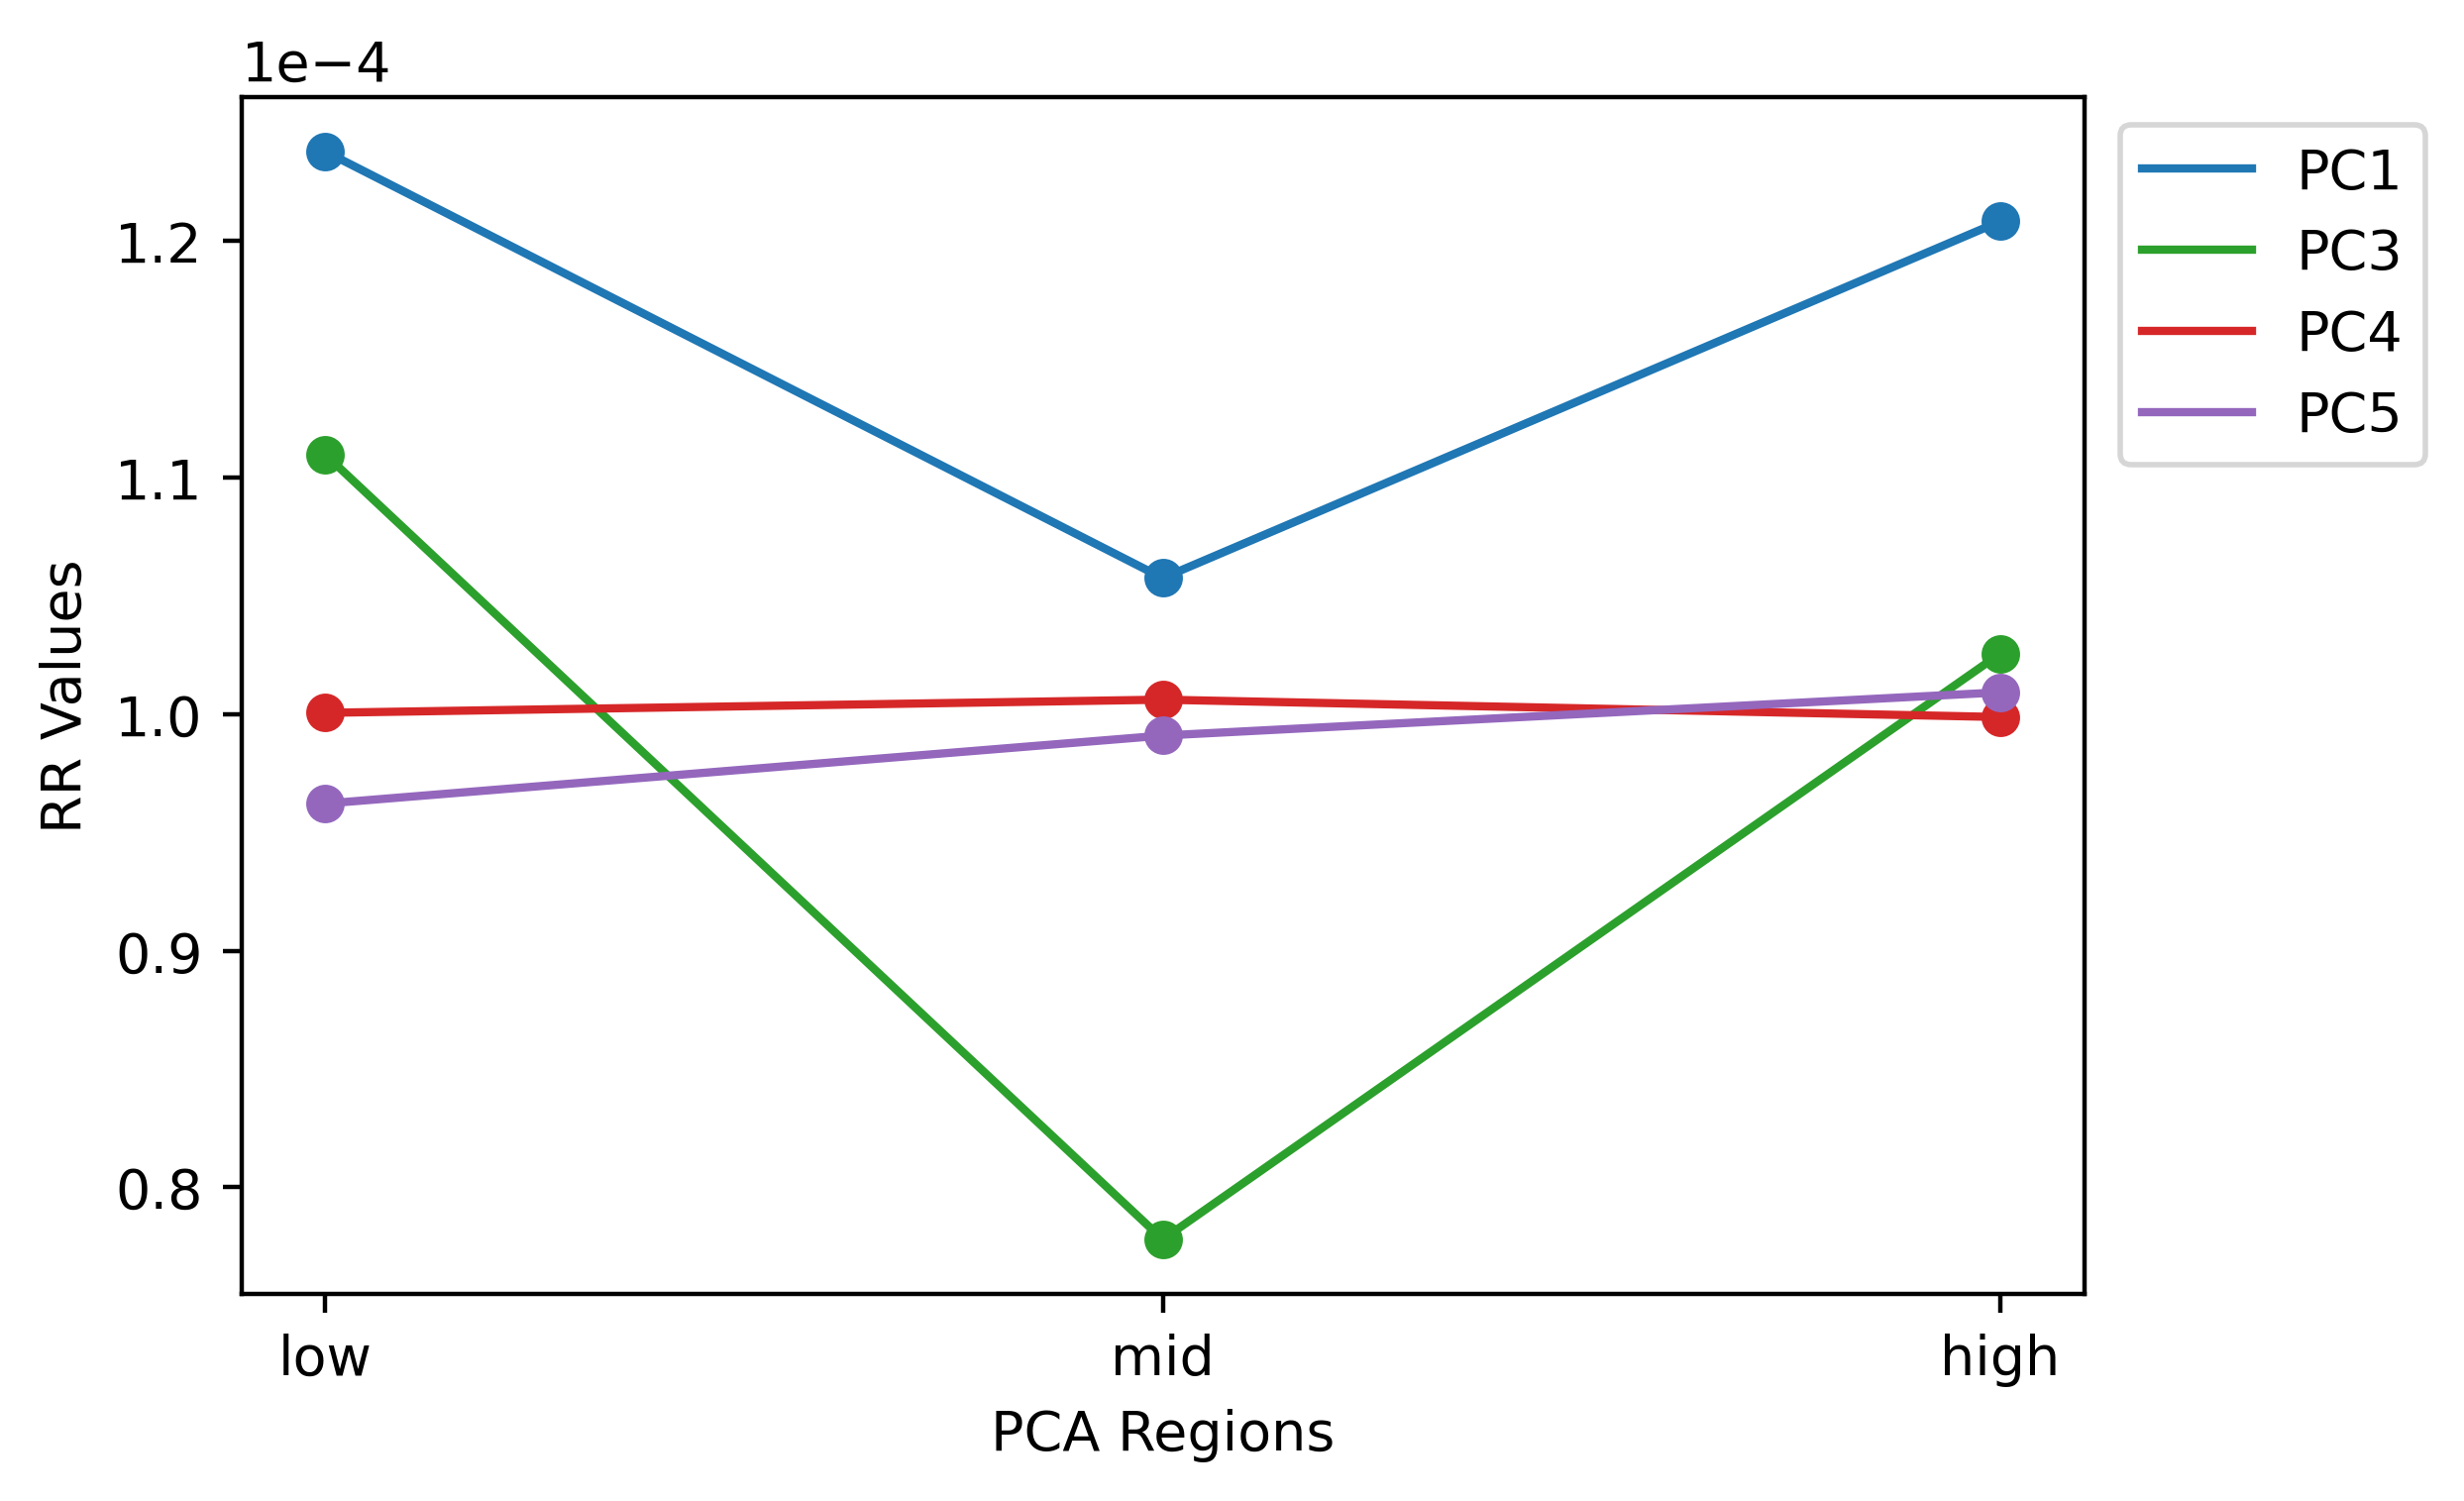 1e−4
1.2
1.1
1.0
0.9
0.8
RR Values
low
mid
high
PCA Regions
PC1
PC3
PC4
PC5